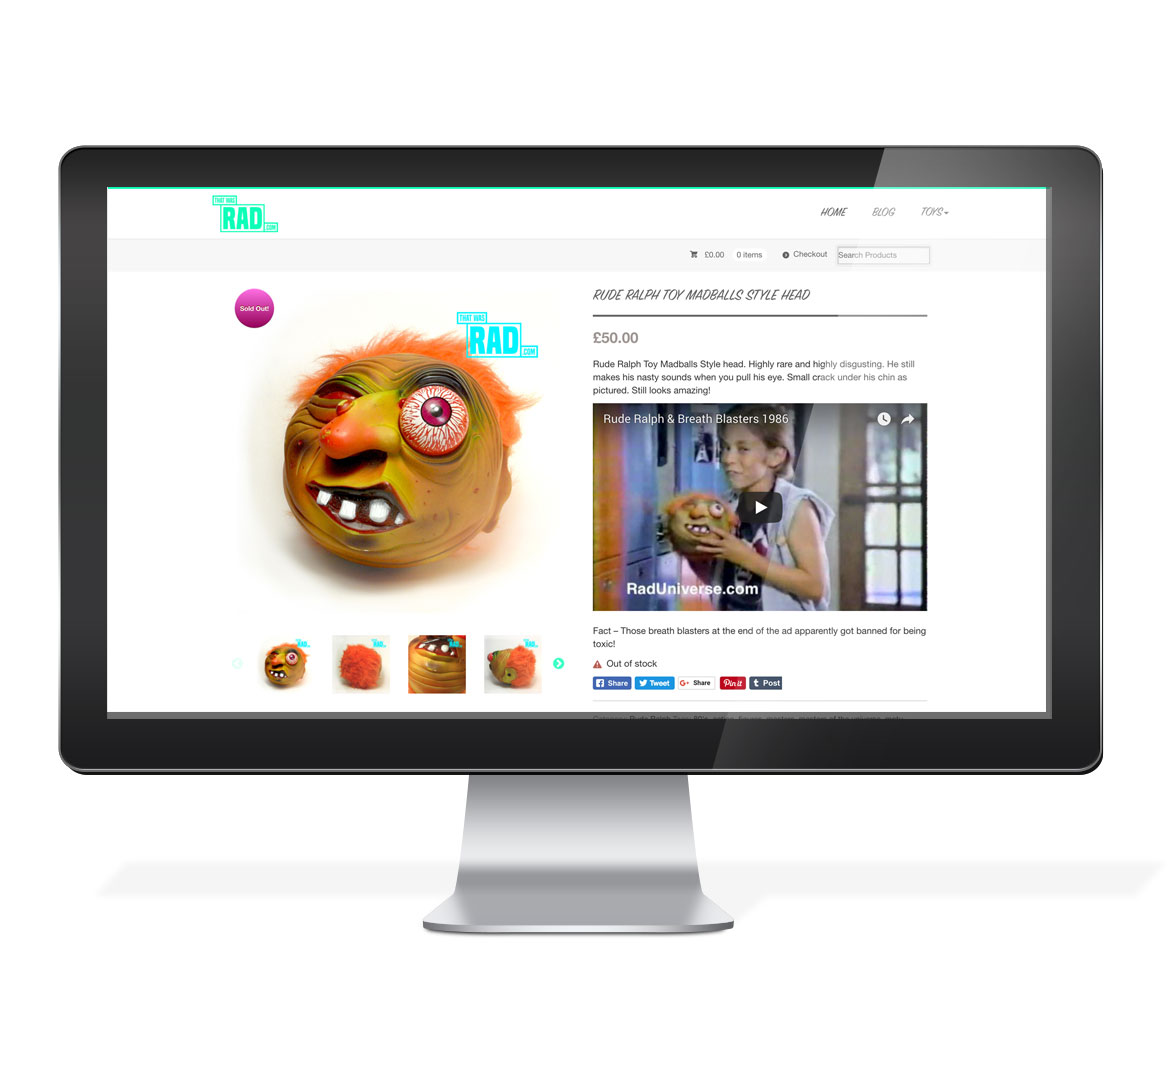 THAT WAS
RAD
.COM
HOME BLOG TOYS
£0.00 0 items Checkout Search Products
Sold Out!
THAT WAS
RAD
.COM
RUDE RALPH TOY MADBALLS STYLE HEAD
£50.00
Rude Ralph Toy Madballs Style head. Highly rare and highly disgusting. He still
makes his nasty sounds when you pull his eye. Small crack under his chin as
pictured. Still looks amazing!
Rude Ralph & Breath Blasters 1986
RadUniverse.com
Fact – Those breath blasters at the end of the ad apparently got banned for being
toxic!
Out of stock
Share Tweet G+ Share Pin it Post
RAD
RAD
RAD
RAD